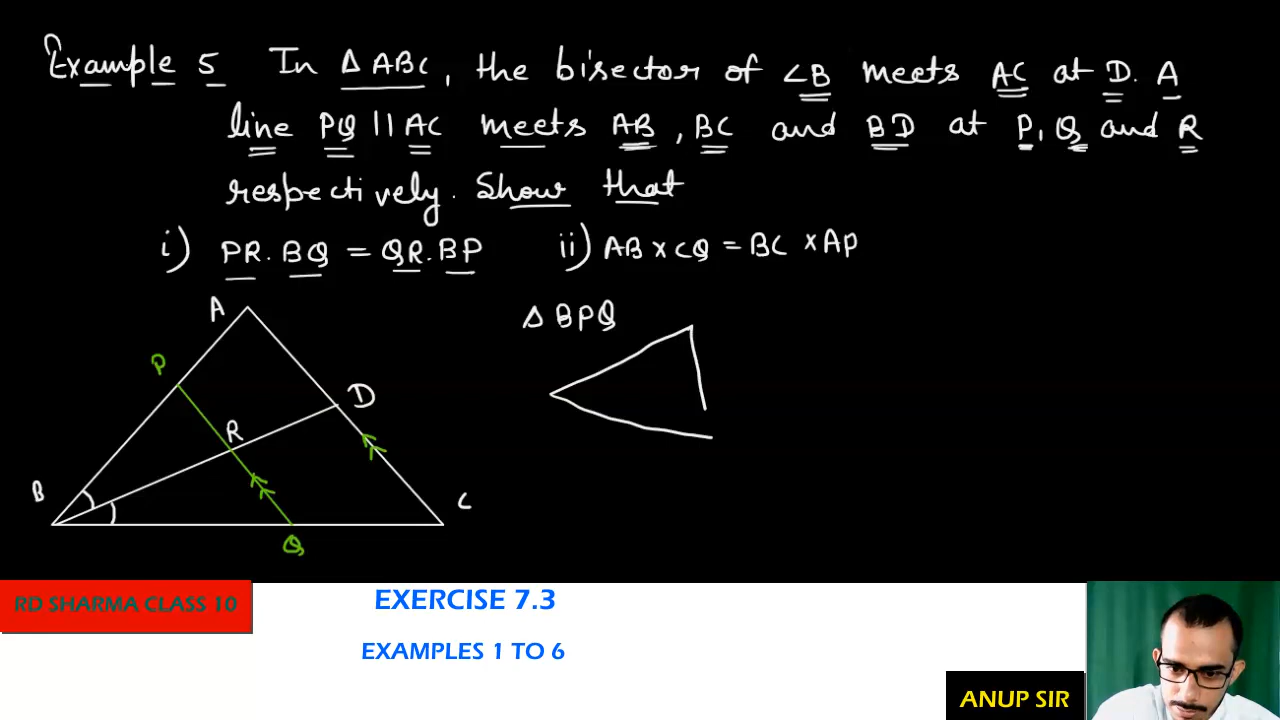 Example 5 In Δ ABC, the bisector of ∠B meets AC at D. A
line PQ || AC meets AB, BC and BD at P, Q and R
respectively. Show that
i) PR. BQ = QR. BP ii) AB × CQ = BC × AP
A
Δ BPQ
P
D
R
B
C
Q
RD SHARMA CLASS 10
EXERCISE 7.3
EXAMPLES 1 TO 6
ANUP SIR